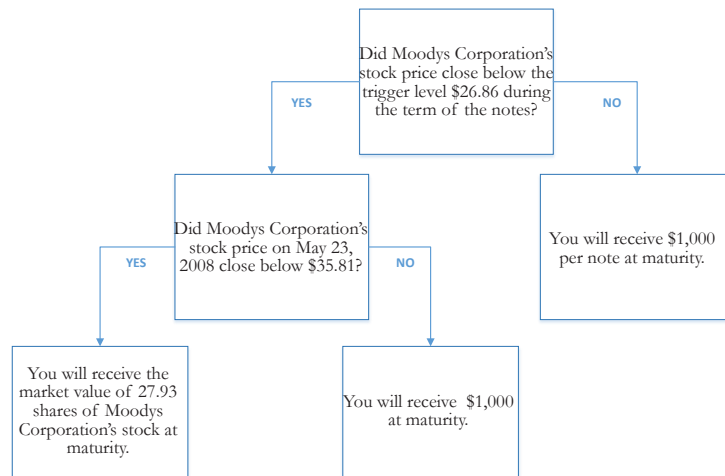 Did Moodys Corporation's
stock price close below the
trigger level $26.86 during
the term of the notes?
YES
NO
Did Moodys Corporation's
stock price on May 23,
2008 close below $35.81?
You will receive $1,000
per note at maturity.
YES
NO
You will receive the
market value of 27.93
shares of Moodys
Corporation's stock at
maturity.
You will receive $1,000
at maturity.